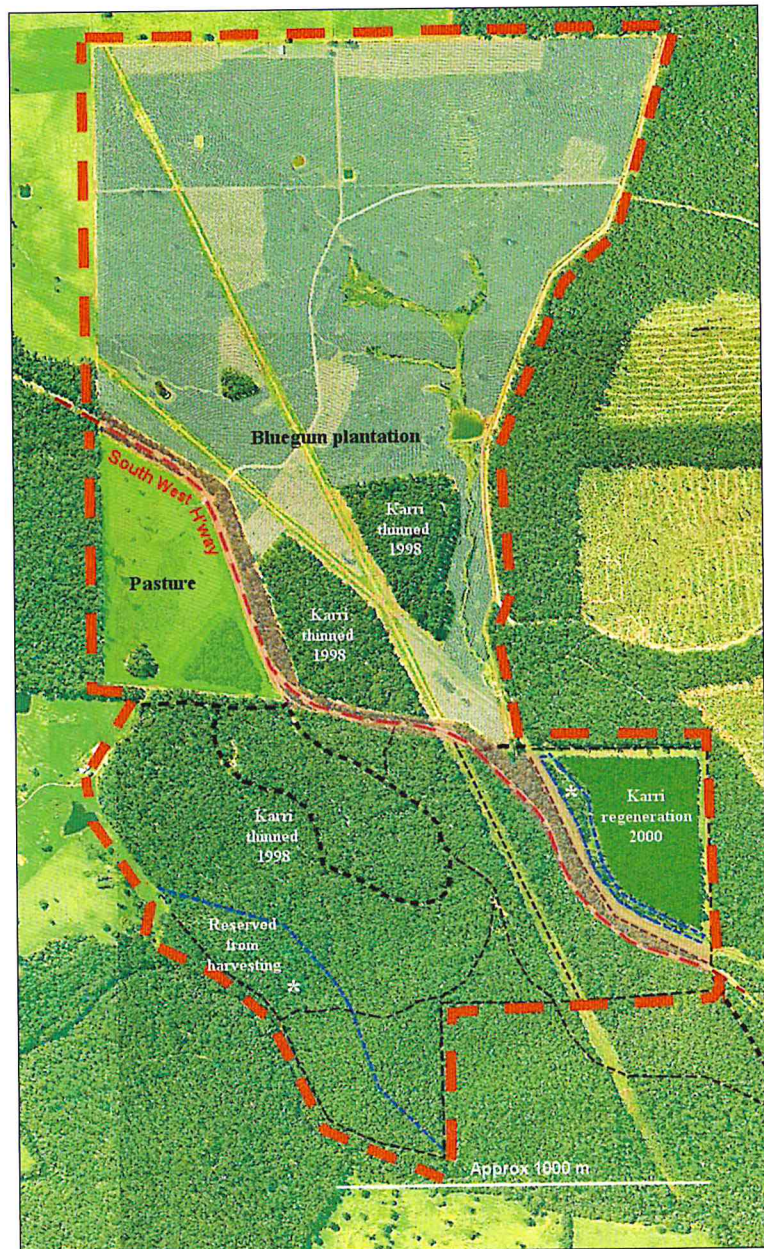 Bluegum plantation
South West H'way
Karri
thinned
1998
Pasture
Karri
thinned
1998
Karri
thinned
1998
*
Karri
regeneration
2000
Reserved
from
harvesting
*
Approx 1000 m